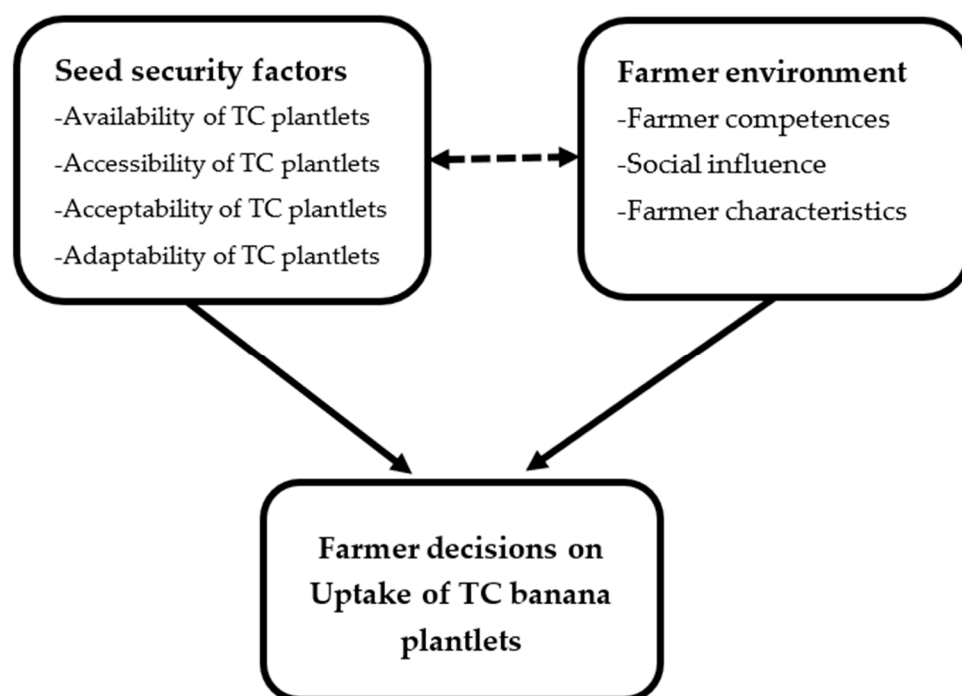 Seed security factors
-Availability of TC plantlets
-Accessibility of TC plantlets
-Acceptability of TC plantlets
-Adaptability of TC plantlets
Farmer environment
-Farmer competences
-Social influence
-Farmer characteristics
Farmer decisions on
Uptake of TC banana
plantlets